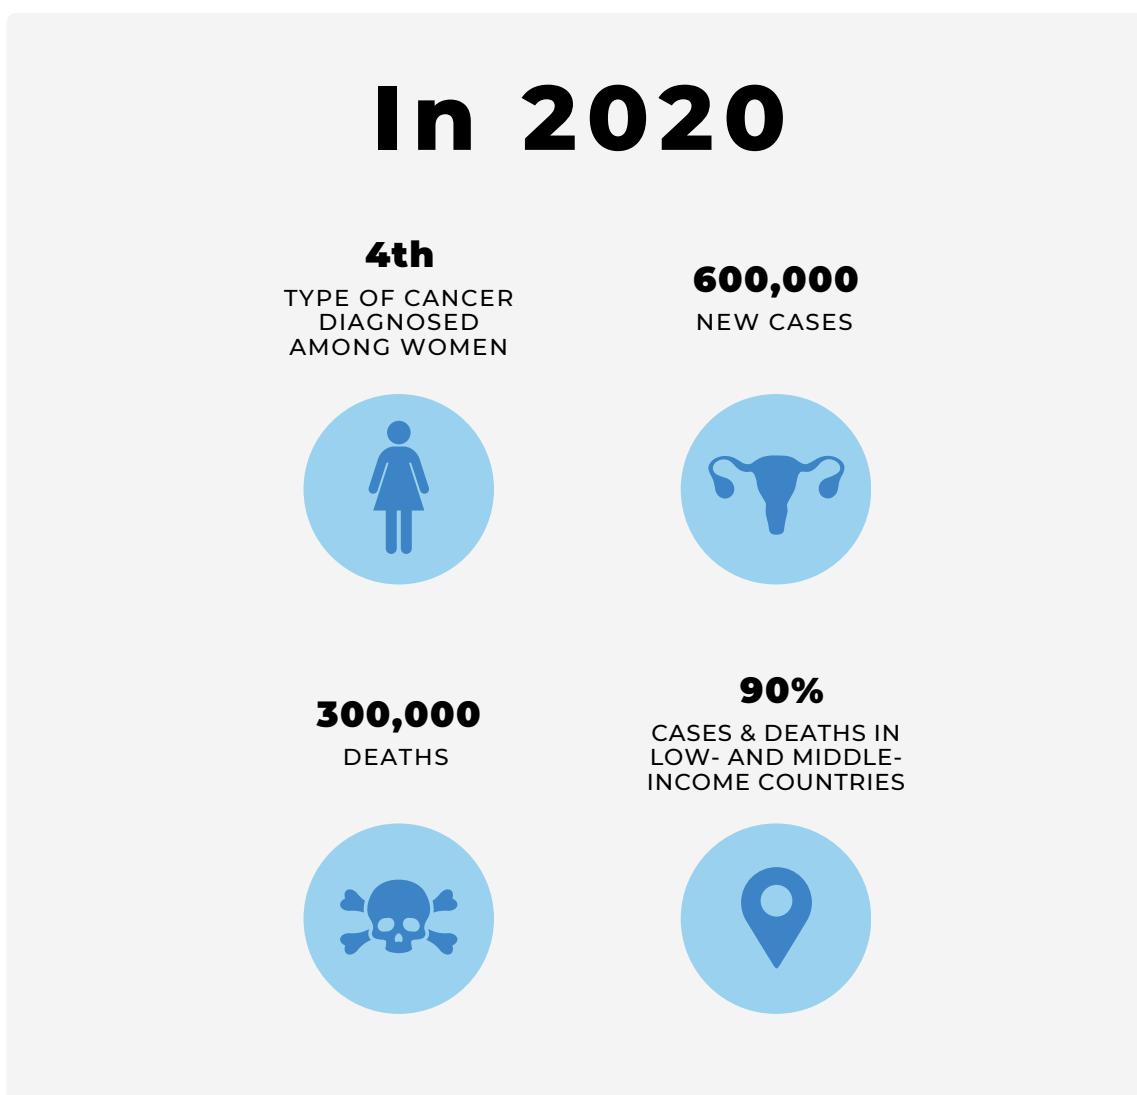 In 2020
4th
TYPE OF CANCER
DIAGNOSED
AMONG WOMEN
600,000
NEW CASES
300,000
DEATHS
90%
CASES & DEATHS IN
LOW- AND MIDDLE-
INCOME COUNTRIES